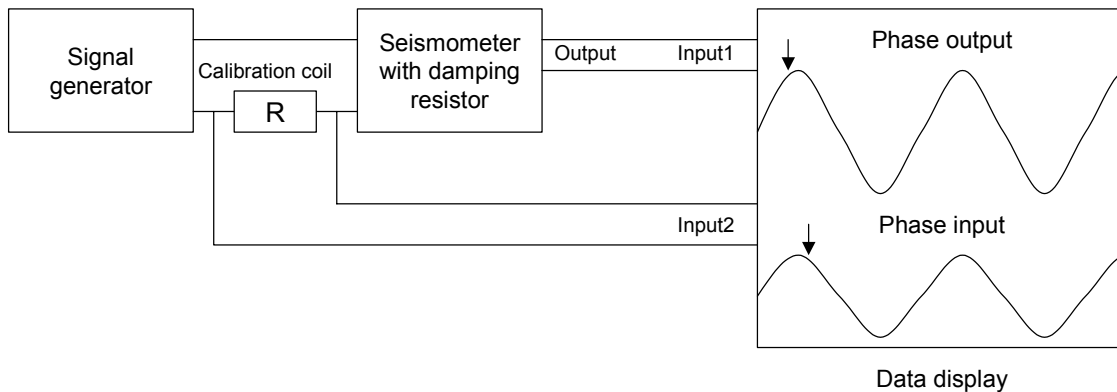 Signal
generator
Calibration coil
R
Seismometer
with damping
resistor
Output
Input1
Input2
Phase output
Phase input
Data display